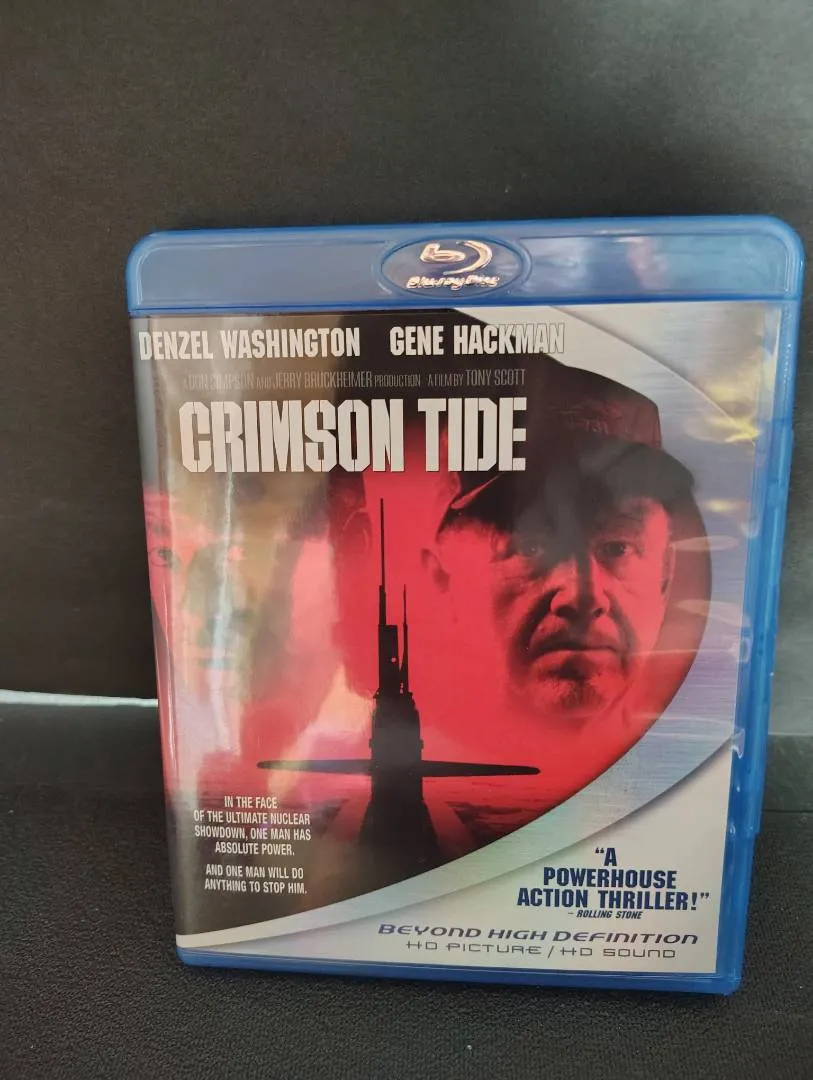 Blu-ray Disc
DENZEL WASHINGTON GENE HACKMAN
A DON SIMPSON AND JERRY BRUCKHEIMER PRODUCTION A FILM BY TONY SCOTT
CRIMSON TIDE
IN THE FACE
OF THE ULTIMATE NUCLEAR
SHOWDOWN, ONE MAN HAS
ABSOLUTE POWER.
AND ONE MAN WILL DO
ANYTHING TO STOP HIM.
"A
POWERHOUSE
ACTION THRILLER!"
– ROLLING STONE
BEYOND HIGH DEFINITION
HD PICTURE / HD SOUND